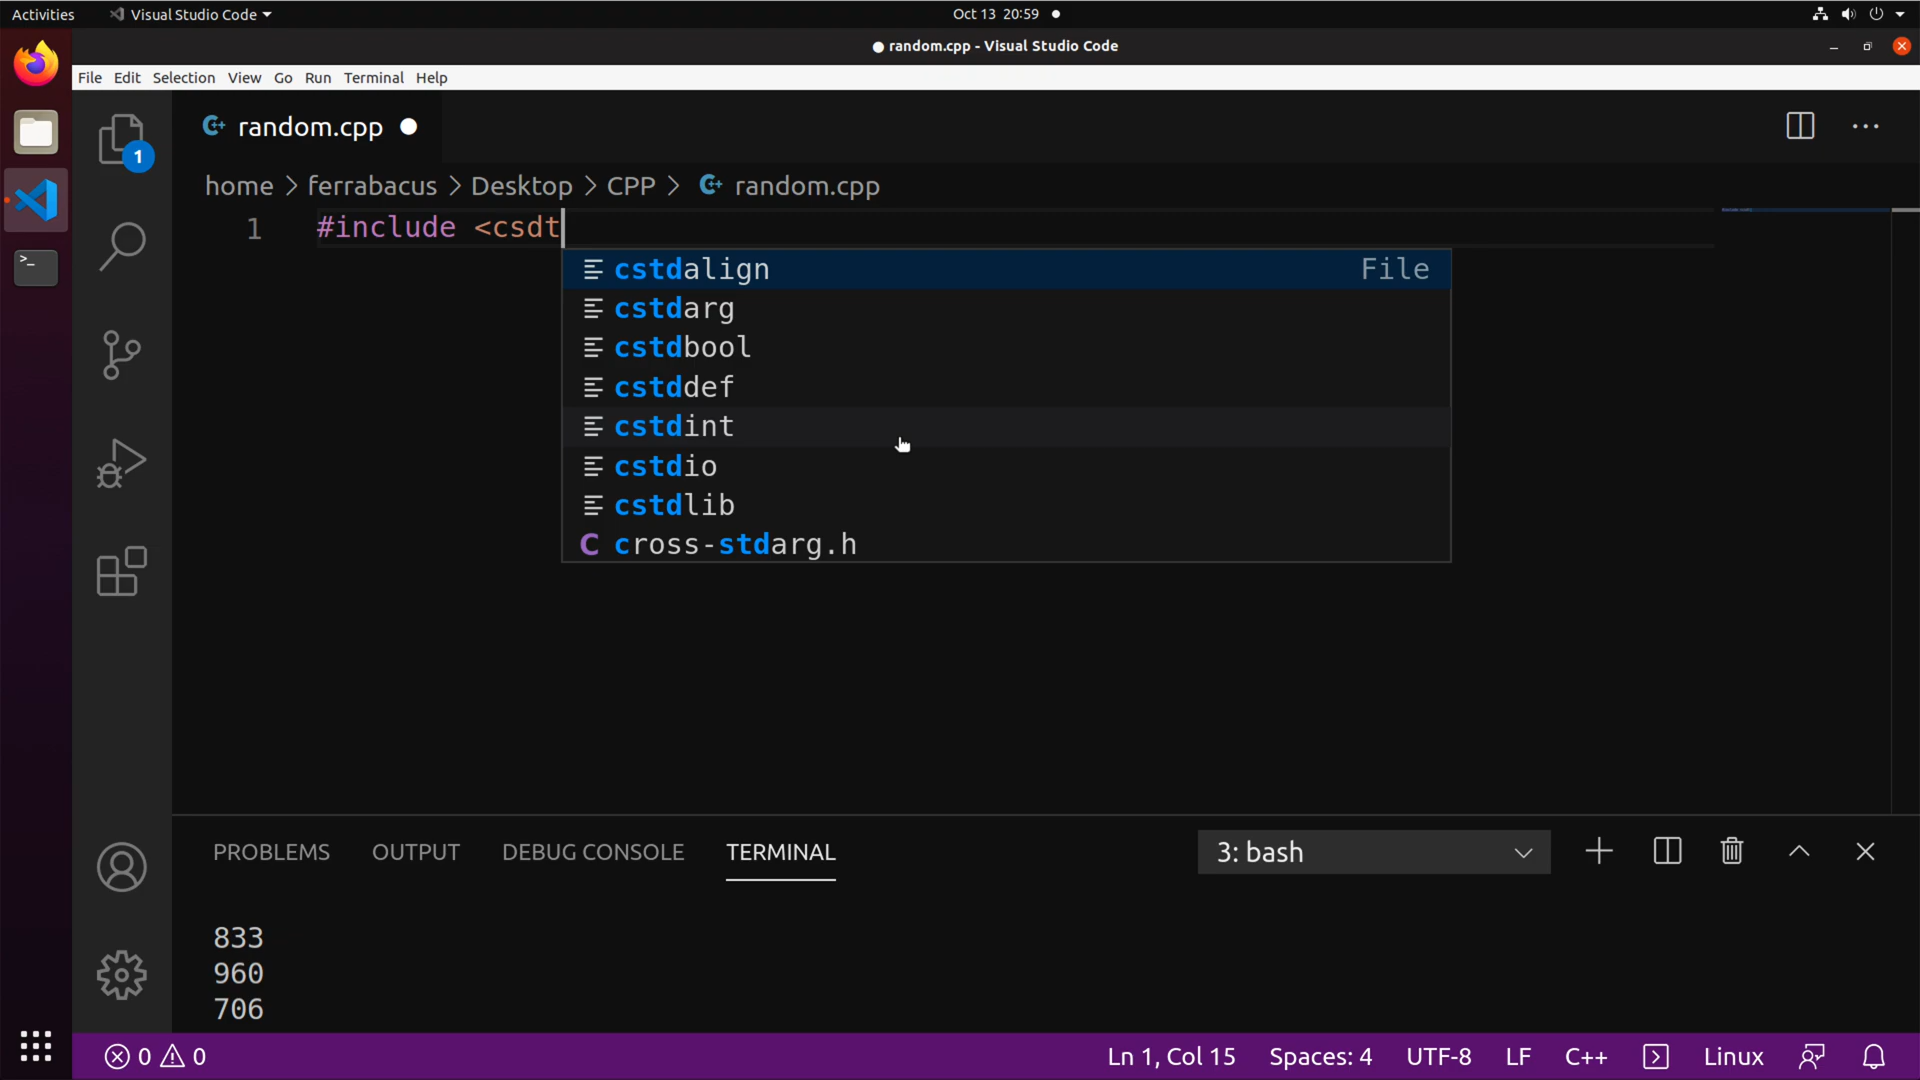 Activities Visual Studio Code Oct 13 20:59
random.cpp - Visual Studio Code
File Edit Selection View Go Run Terminal Help
random.cpp
1
home > ferrabacus > Desktop > CPP > random.cpp
1 #include <csdt
cstdalign File
cstdarg
cstdbool
cstddef
cstdint
cstdio
cstdlib
C cross-stdarg.h
PROBLEMS OUTPUT DEBUG CONSOLE TERMINAL 3: bash
833
960
706
0 0 Ln 1, Col 15 Spaces: 4 UTF-8 LF C++ Linux